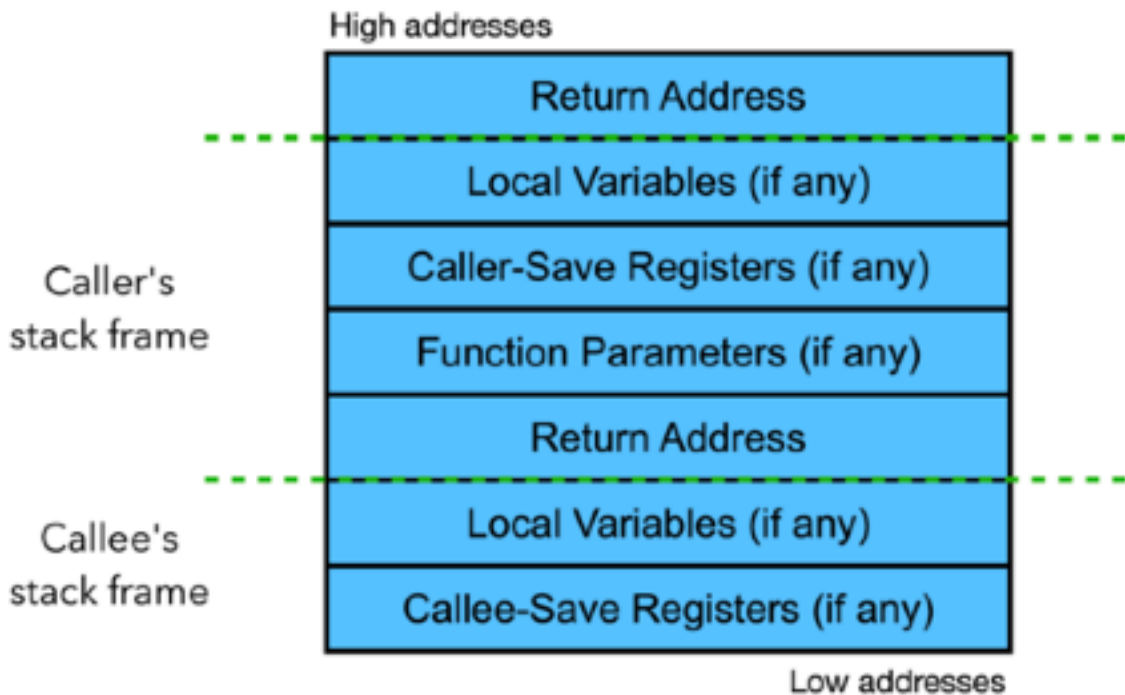 High addresses
Return Address
Local Variables (if any)
Caller-Save Registers (if any)
Caller's
stack frame
Function Parameters (if any)
Return Address
Local Variables (if any)
Callee's
stack frame
Callee-Save Registers (if any)
Low addresses